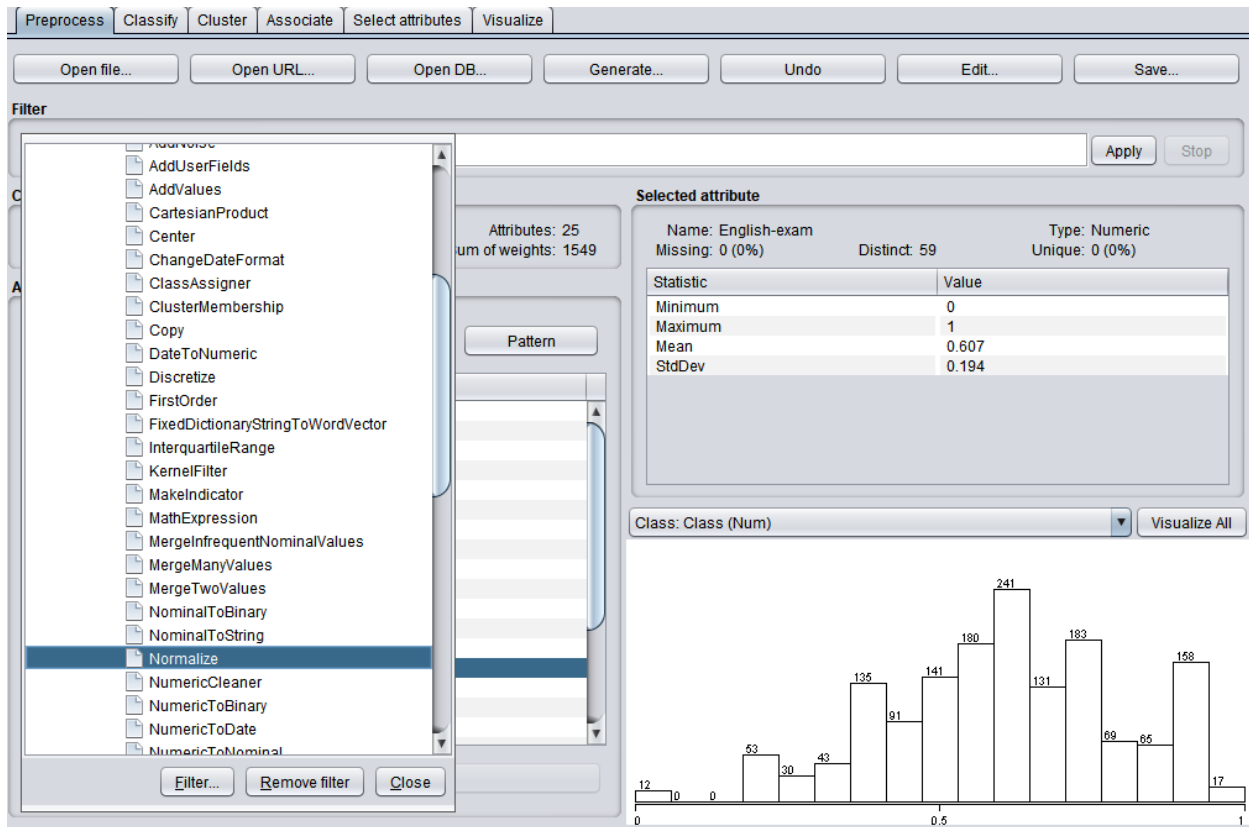 Preprocess Classify Cluster Associate Select attributes Visualize
Open file... Open URL... Open DB... Generate... Undo Edit... Save...
Filter
Apply Stop
AddUserFields
AddValues
CartesianProduct
Center
ChangeDateFormat
ClassAssigner
ClusterMembership
Copy
DateToNumeric
Discretize
FirstOrder
FixedDictionaryStringToWordVector
InterquartileRange
KernelFilter
MakeIndicator
MathExpression
MergeInfrequentNominalValues
MergeManyValues
MergeTwoValues
NominalToBinary
NominalToString
Normalize
NumericCleaner
NumericToBinary
NumericToDate
NumericToNominal
Filter... Remove filter Close
Attributes: 25
um of weights: 1549
Pattern
Selected attribute
Name: English-exam Type: Numeric
Missing: 0 (0%) Distinct: 59 Unique: 0 (0%)
Statistic Value
Minimum 0
Maximum 1
Mean 0.607
StdDev 0.194
Class: Class (Num) Visualize All
12 0 0 53 30 43 135 91 141 180 241 131 183 69 65 158 17
0 0.5 1